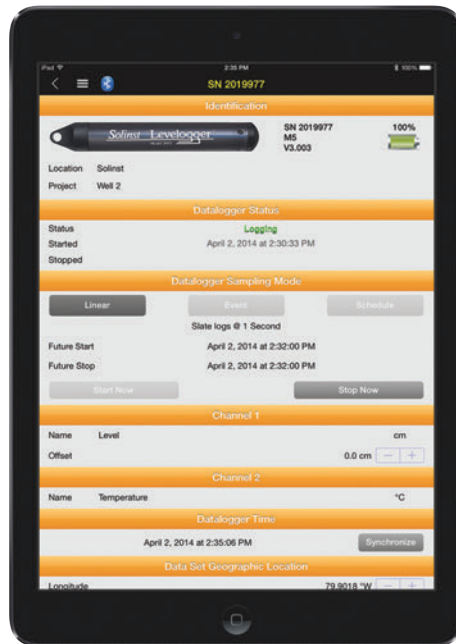 iPad 2:35 PM 100%
SN 2019977
Identification
Solinst Levelogger
SN 2019977 100%
M5
V3.003
Location Solinst
Project Well 2
Datalogger Status
Status Logging
Started April 2, 2014 at 2:30:33 PM
Stopped
Datalogger Sampling Mode
Linear Event Schedule
Slate logs @ 1 Second
Future Start April 2, 2014 at 2:32:00 PM
Future Stop April 2, 2014 at 2:32:00 PM
Start Now Stop Now
Channel 1
Name Level cm
Offset 0.0 cm − +
Channel 2
Name Temperature °C
Datalogger Time
April 2, 2014 at 2:35:06 PM Synchronize
Data Set Geographic Location
Longitude 79.9018 °W − +